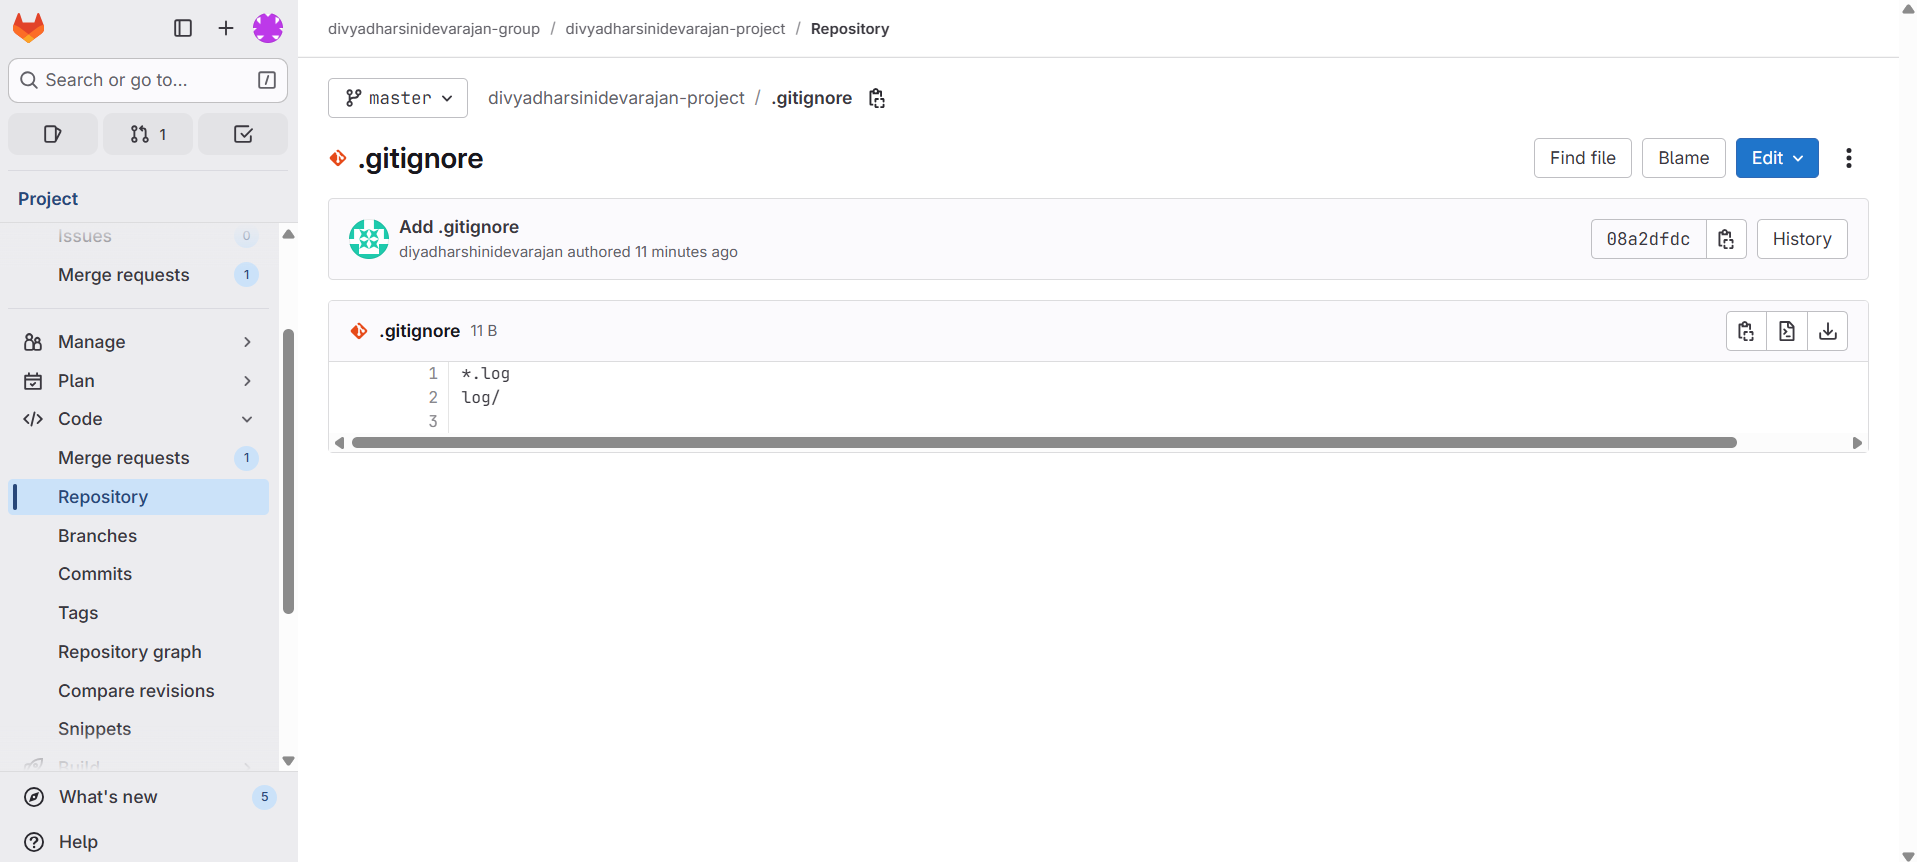 divyadharsinidevarajan-group / divyadharsinidevarajan-project / Repository
Search or go to... /
1
Project
Issues 0
Merge requests 1
Manage
Plan
Code
Merge requests 1
Repository
Branches
Commits
Tags
Repository graph
Compare revisions
Snippets
Build
What's new 5
Help
master divyadharsinidevarajan-project / .gitignore
.gitignore Find file Blame Edit
Add .gitignore
diyadharshinidevarajan authored 11 minutes ago
08a2dfdc History
.gitignore 11 B
1 *.log
2 log/
3